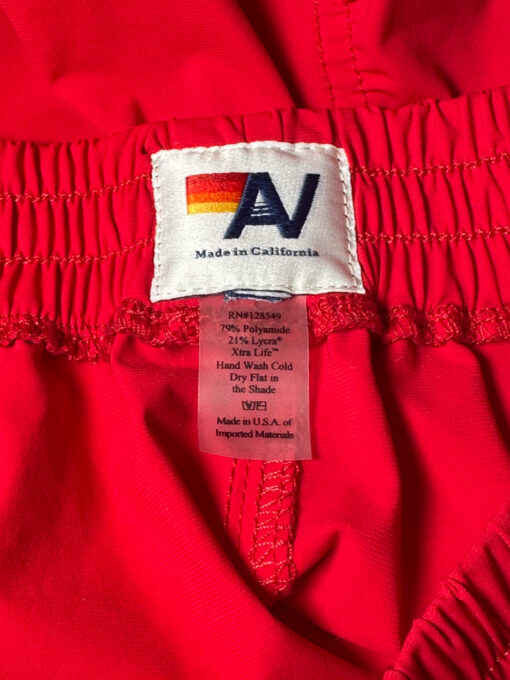 AN
Made in California
RN#128549
79% Polyamide
21% Lycra®
Xtra Life™
Hand Wash Cold
Dry Flat in
the Shade
Made in U.S.A. of
Imported Materials